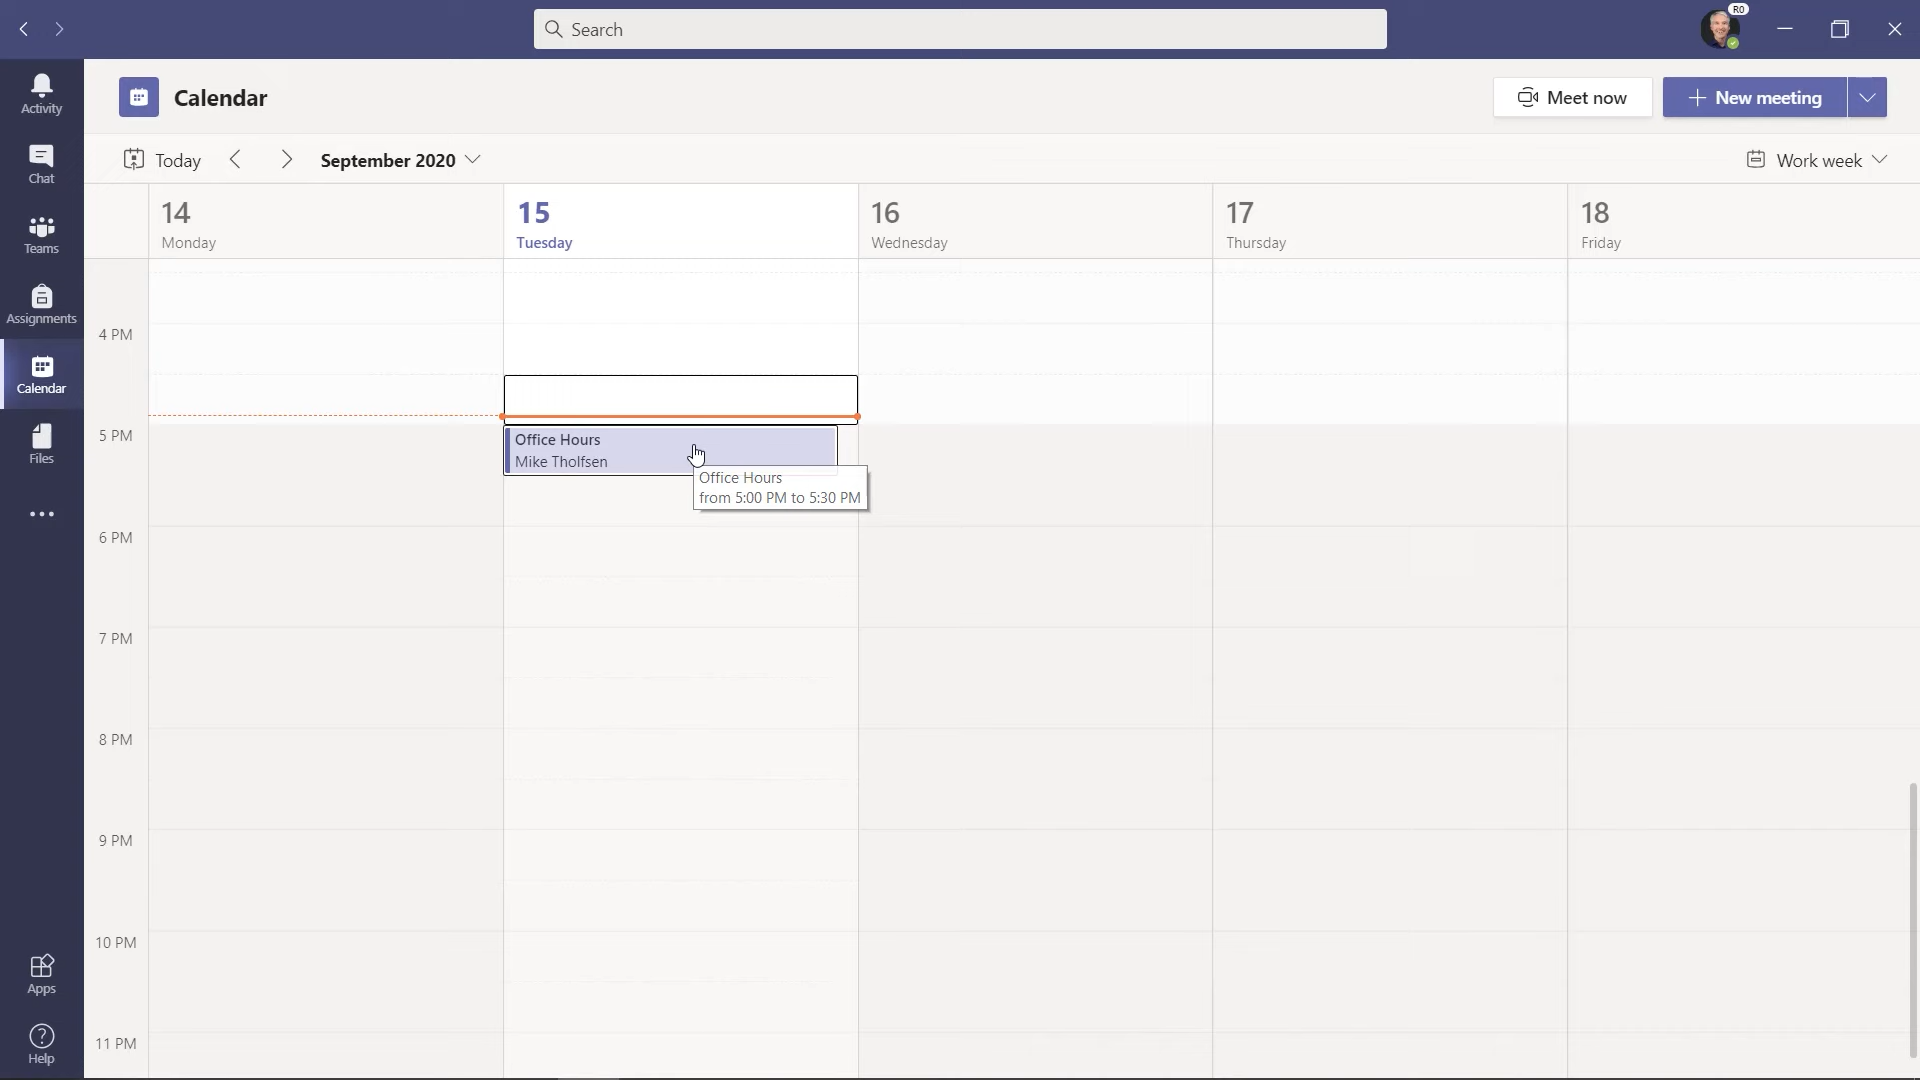 Search
RO
Activity
Chat
Teams
Assignments
Calendar
Files
Apps
Help
Calendar
Meet now
New meeting
Today
September 2020
Work week
14
Monday
15
Tuesday
16
Wednesday
17
Thursday
18
Friday
4 PM
5 PM
6 PM
7 PM
8 PM
9 PM
10 PM
11 PM
Office Hours
Mike Tholfsen
Office Hours
from 5:00 PM to 5:30 PM